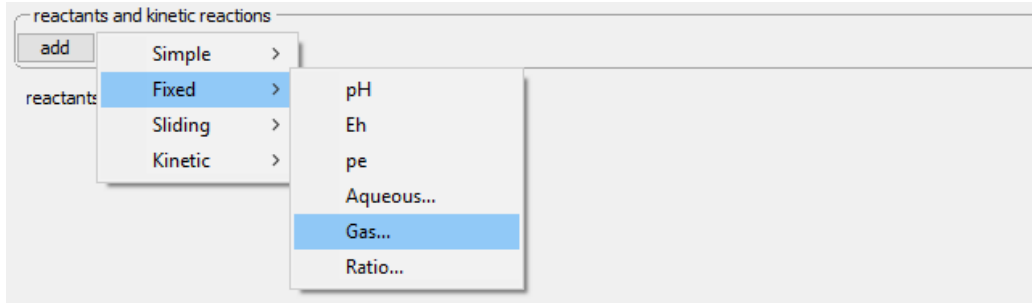 reactants and kinetic reactions
add
Simple
Fixed
reactants
Sliding
Kinetic
pH
Eh
pe
Aqueous...
Gas...
Ratio...